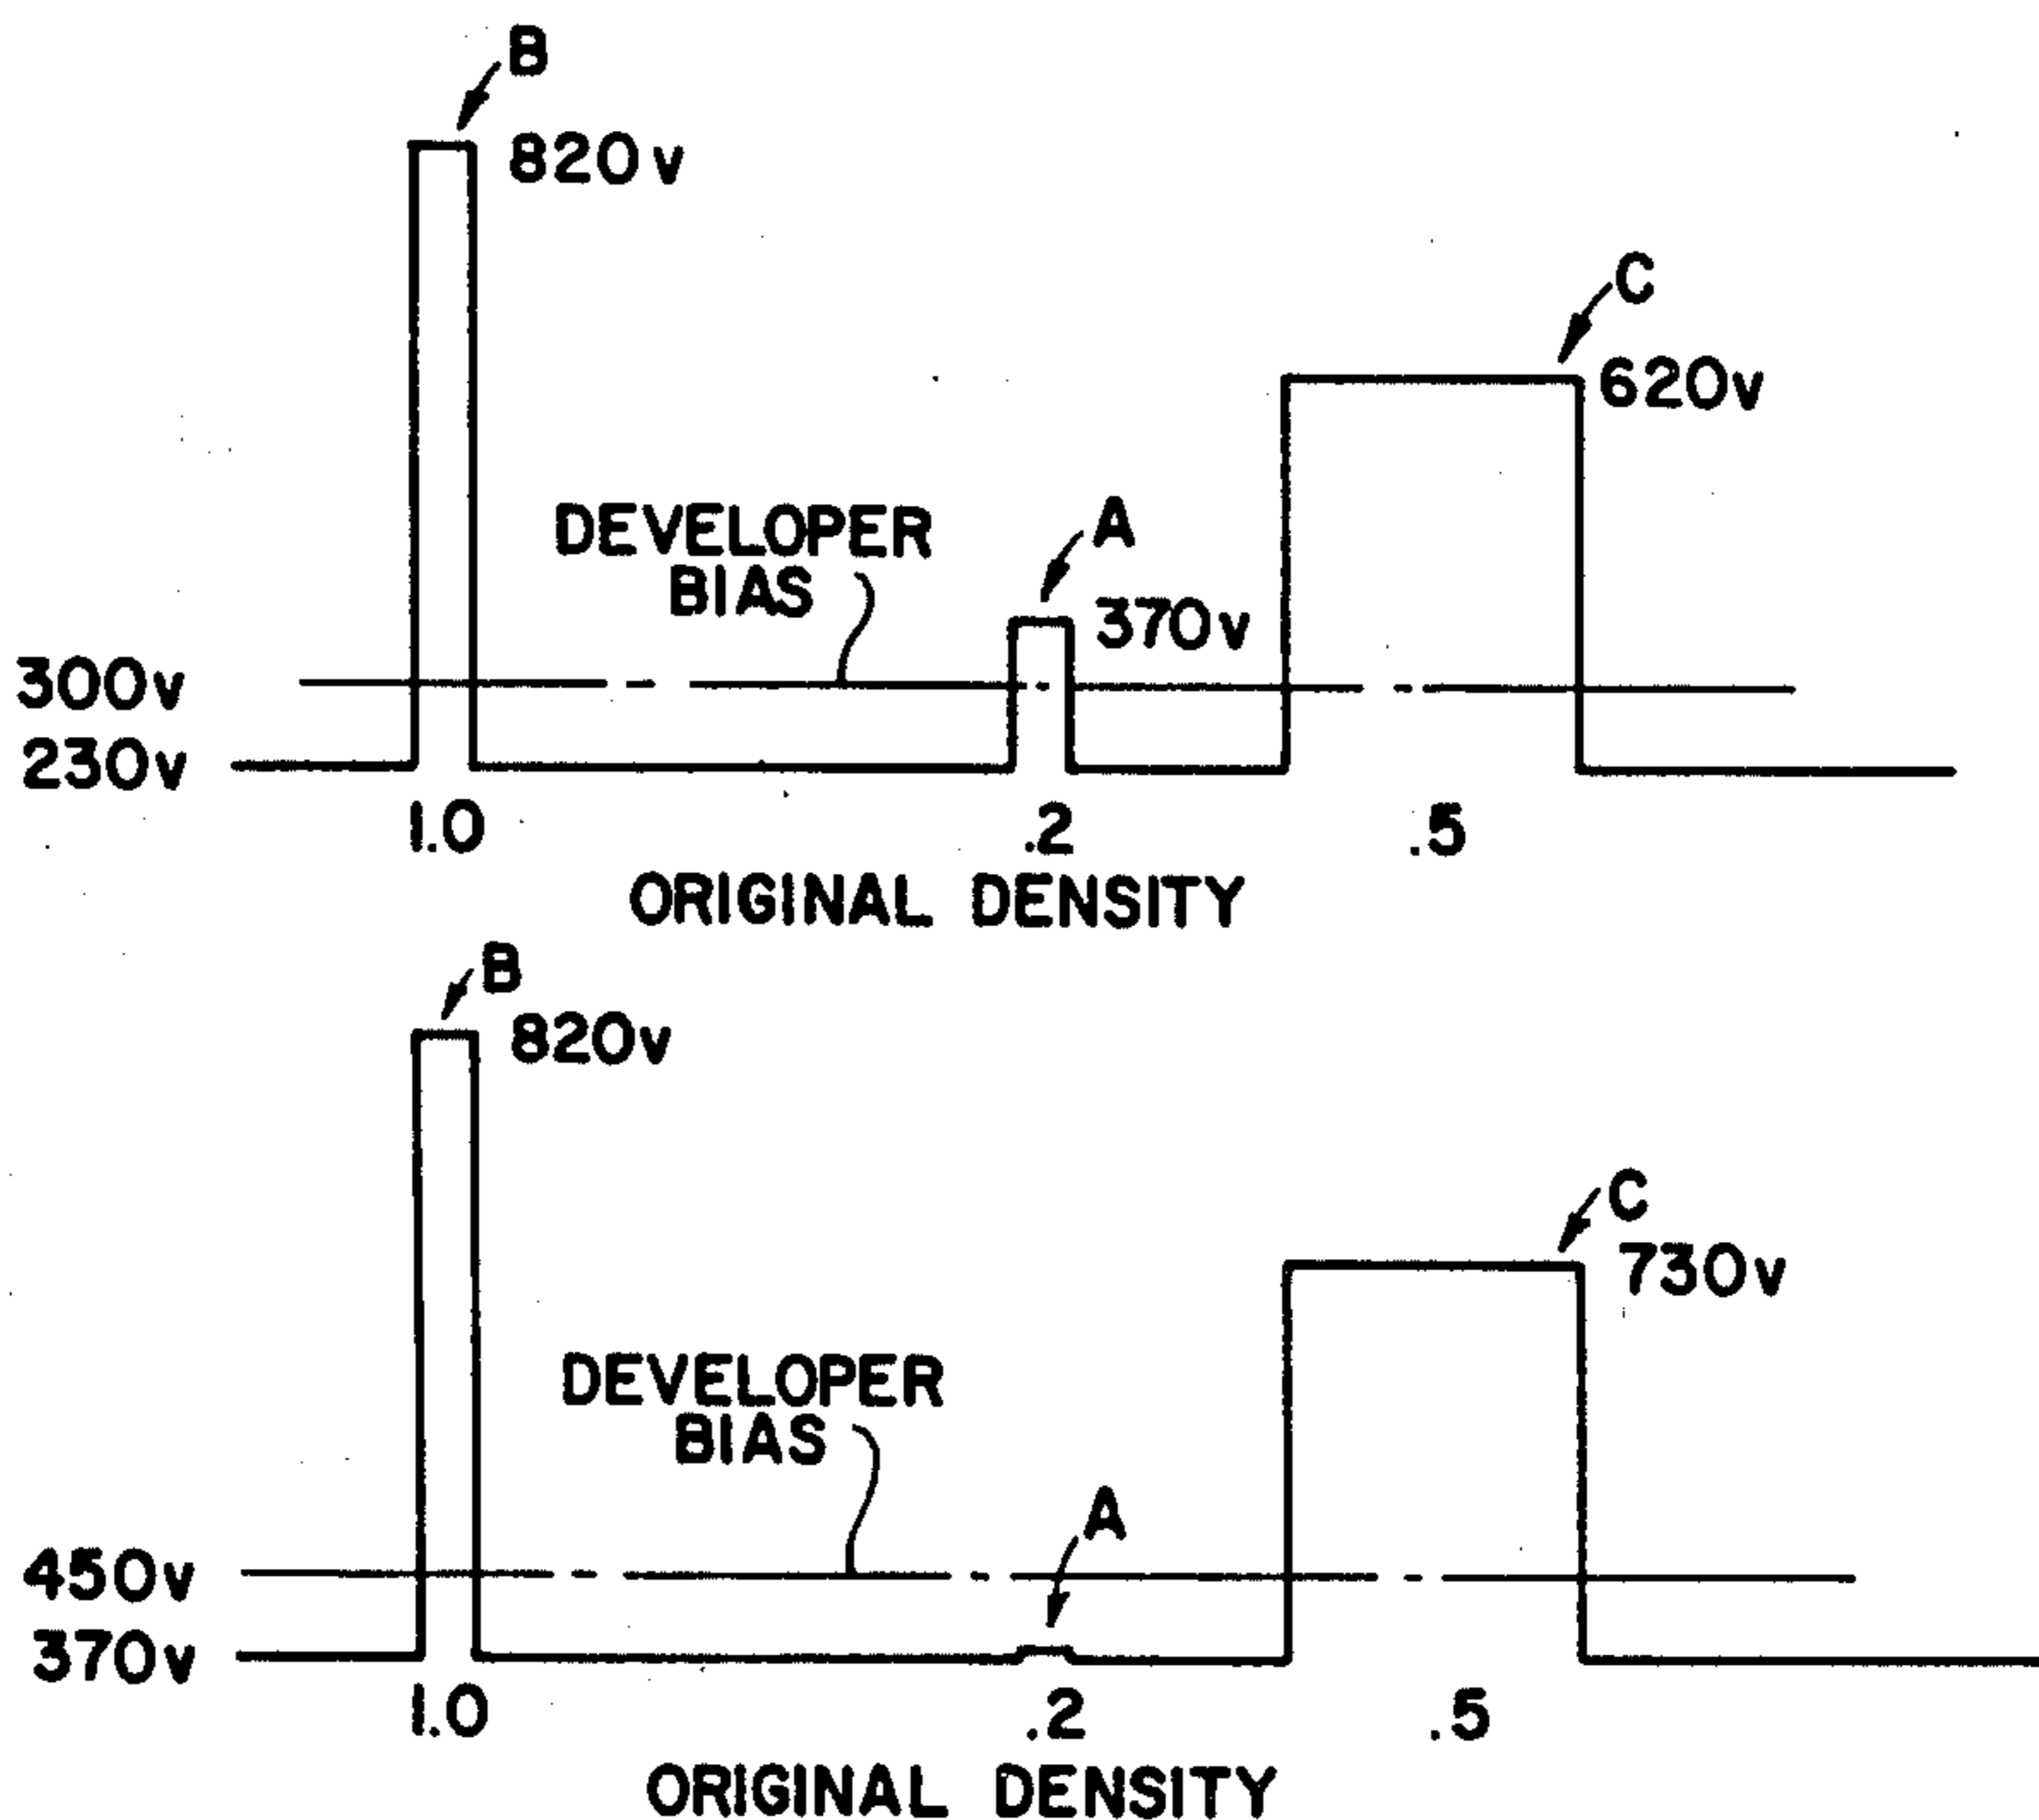 B
820v
C
620v
DEVELOPER
BIAS
A
370v
300v
230v
1.0 .2 .5
ORIGINAL DENSITY
B
820v
C
730v
DEVELOPER
BIAS
A
450v
370v
1.0 .2 .5
ORIGINAL DENSITY